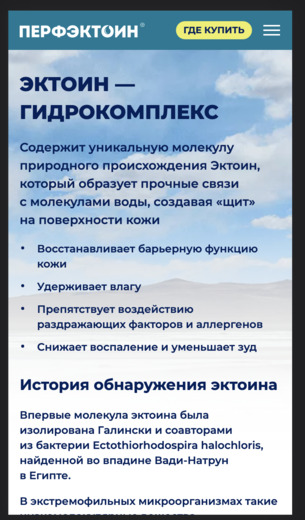 ПЕРФЭКТОИН®
ГДЕ КУПИТЬ
ЭКТОИН —
ГИДРОКОМПЛЕКС
Содержит уникальную молекулу
природного происхождения Эктоин,
который образует прочные связи
с молекулами воды, создавая «щит»
на поверхности кожи
• Восстанавливает барьерную функцию
кожи
• Удерживает влагу
• Препятствует воздействию
раздражающих факторов и аллергенов
• Снижает воспаление и уменьшает зуд
История обнаружения эктоина
Впервые молекула эктоина была
изолирована Галински и соавторами
из бактерии Ectothiorhodospira halochloris,
найденной во впадине Вади-Натрун
в Египте.
В экстремофильных микроорганизмах такие